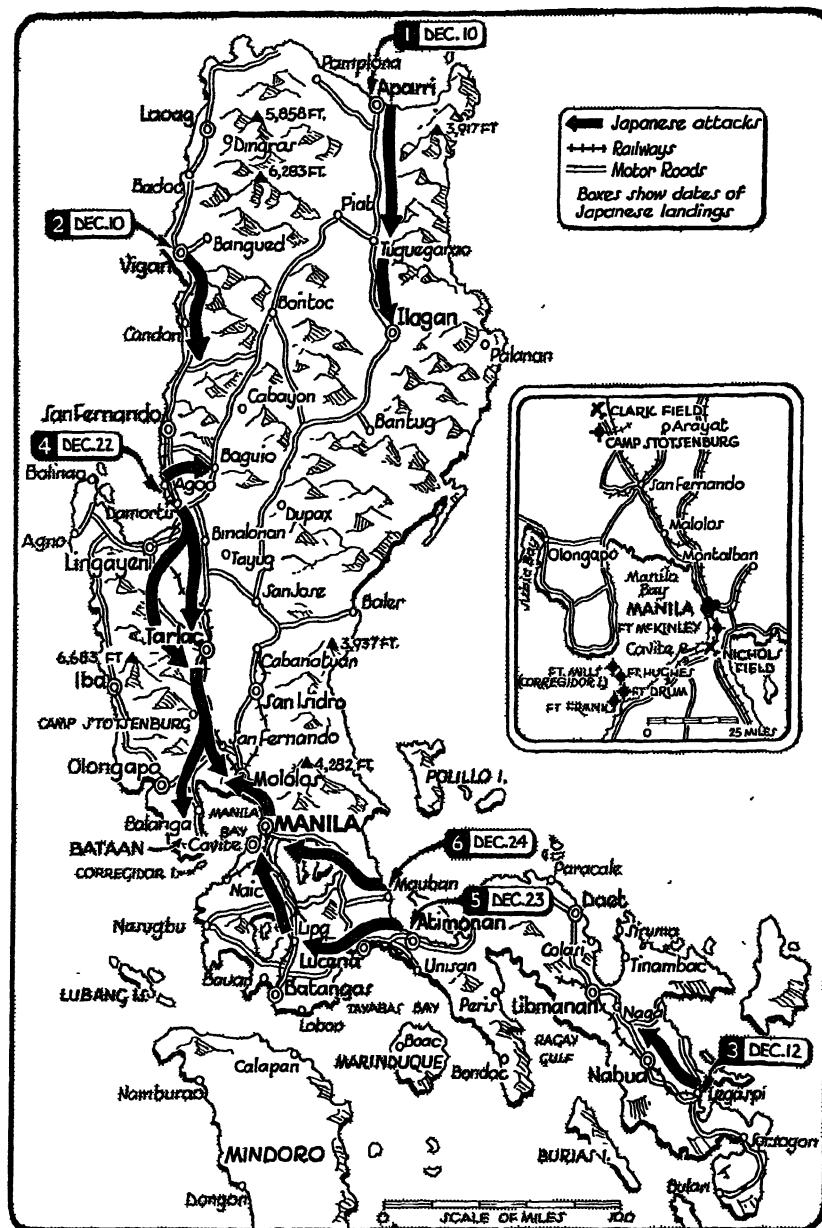 1 DEC. 10
Pamplona
Aparri
Laoag
5,858 FT.
3,917 FT
Dingras
6,283 FT.
Badoc
Piat
2 DEC. 10
Bangued
Tuguegarao
Vigan
Bontoc
Ilagan
Candon
Palanan
Cabayon
San Fernando
Bantug
4 DEC. 22
Baguio
Bolinao
Agoo
Damortis
Dupax
Agno
Binalonan
Lingayen
Tayug
San Jose
Baler
Tarlac
3,937 FT.
6,683 FT
Cabanatuan
Iba
San Isidro
CAMP STOTSENBURG
San Fernando
Olongapo
Mololos
4,282 FT.
POLILLO I.
Balanga
MANILA
BAY
MANILA
BATAAN
Cavite
6 DEC. 24
CORREGIDOR I.
Paracale
Naic
Mauban
5 DEC. 23
Daet
Atimonan
Nasugbu
Lipa
Siruma
Colasi
Tinambac
Lucena
Bauan
Unisan
LUBANG IS.
Batangas
Peris
Libmanan
Naga
TAYABAS BAY
Lobop
RAGAY
GULF
Boac
MARINDUQUE
3 DEC. 12
Calapan
Bondoc
Nabua
Legaspi
Namburao
Sorsogon
MINDORO
BURIAS I.
Bulan
Dongon
0 100
SCALE OF MILES
Japanese attacks
Railways
Motor Roads
Boxes show dates of
Japanese landings
CLARK FIELD
Arayat
CAMP STOTSENBURG
San Fernando
Malolos
Olongapo
Montalban
Subic Bay
Manila
Bay
MANILA
FT McKINLEY
Cavite
NICHOLS
FIELD
FT. MILLS
(CORREGIDOR I.)
FT. HUGHES
FT DRUM
FT FRANK
0 25 MILES